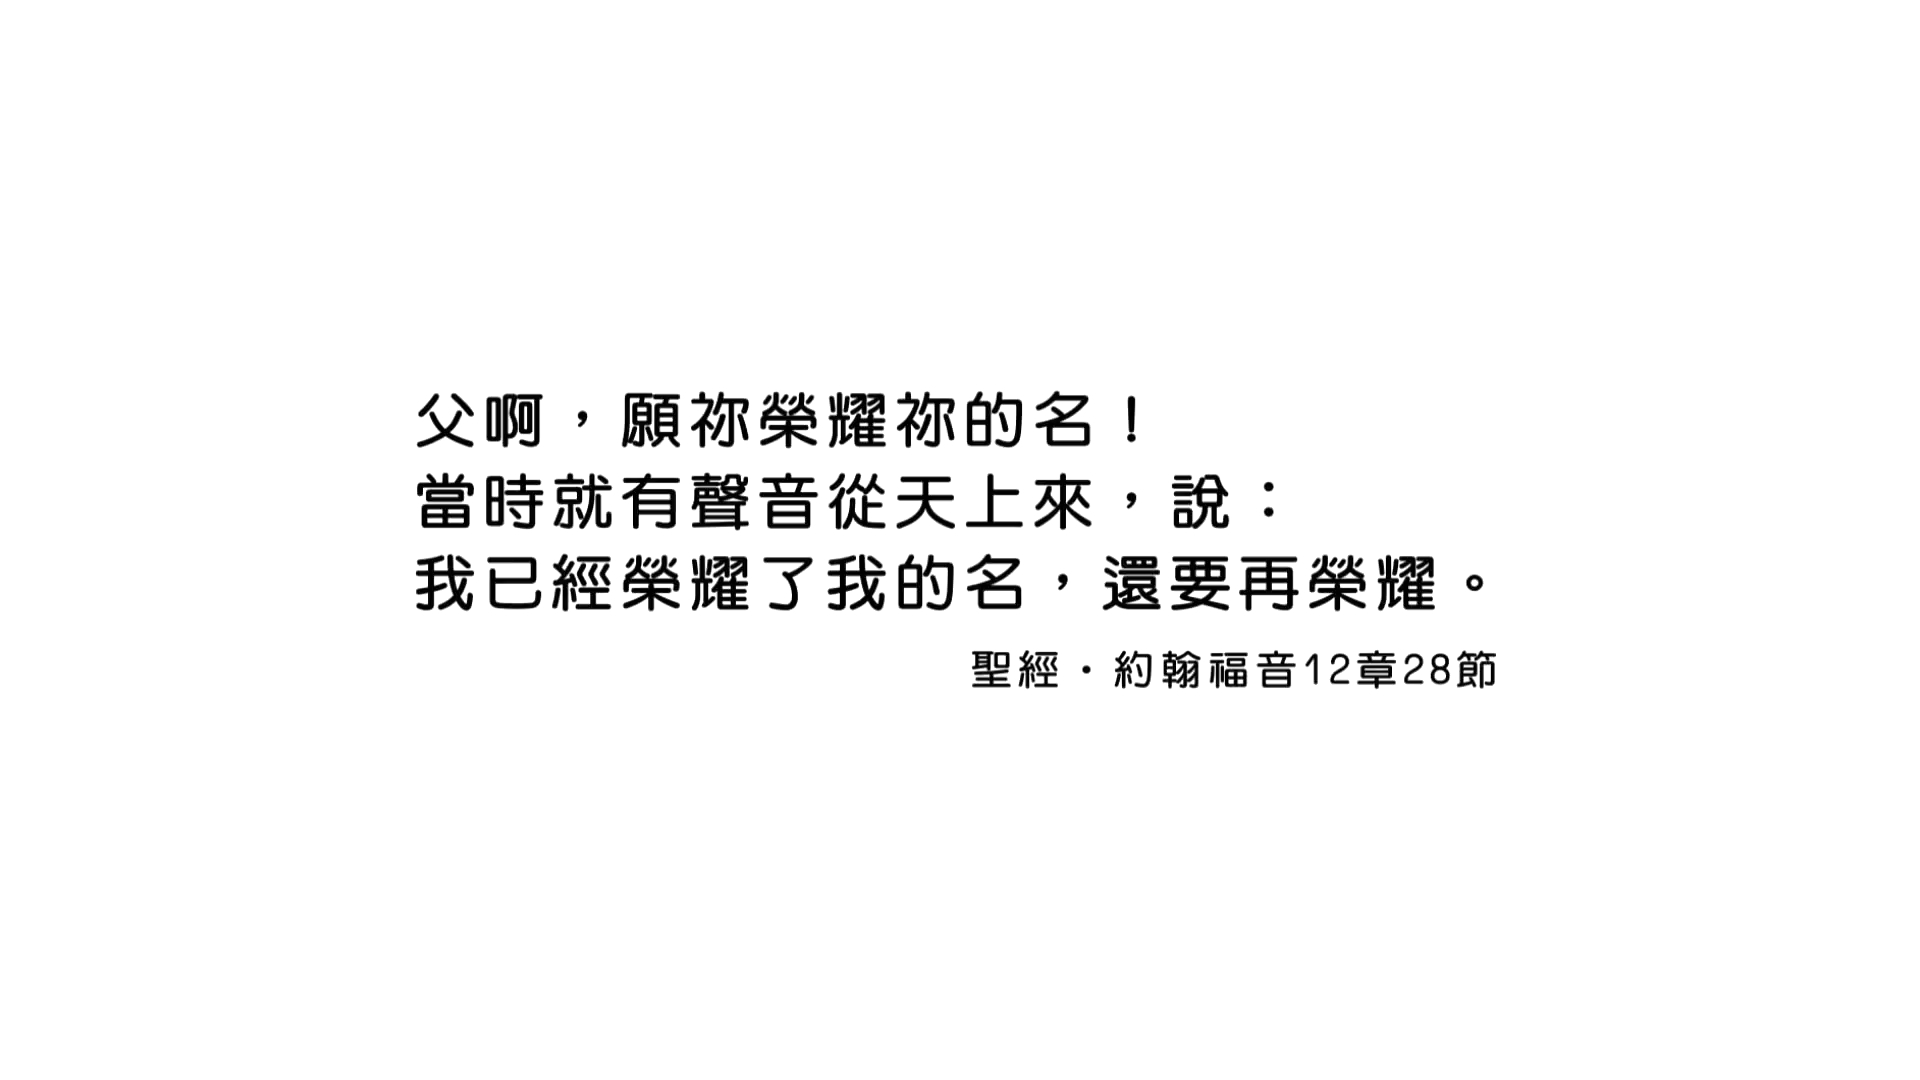 父啊，願祢榮耀祢的名！
當時就有聲音從天上來，說：
我已經榮耀了我的名，還要再榮耀。
聖經・約翰福音12章28節